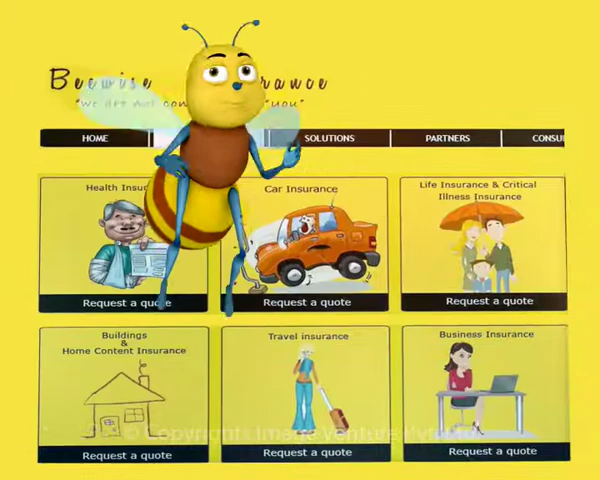 Beewise
HOME SOLUTIONS PARTNERS
Car Insurance
Life Insurance & Critical
Illness Insurance
Request a quote
Request a quote
Request a quote
Buildings
&
Home Content Insurance
Travel insurance
Business Insurance
Request a quote
Request a quote
Request a quote